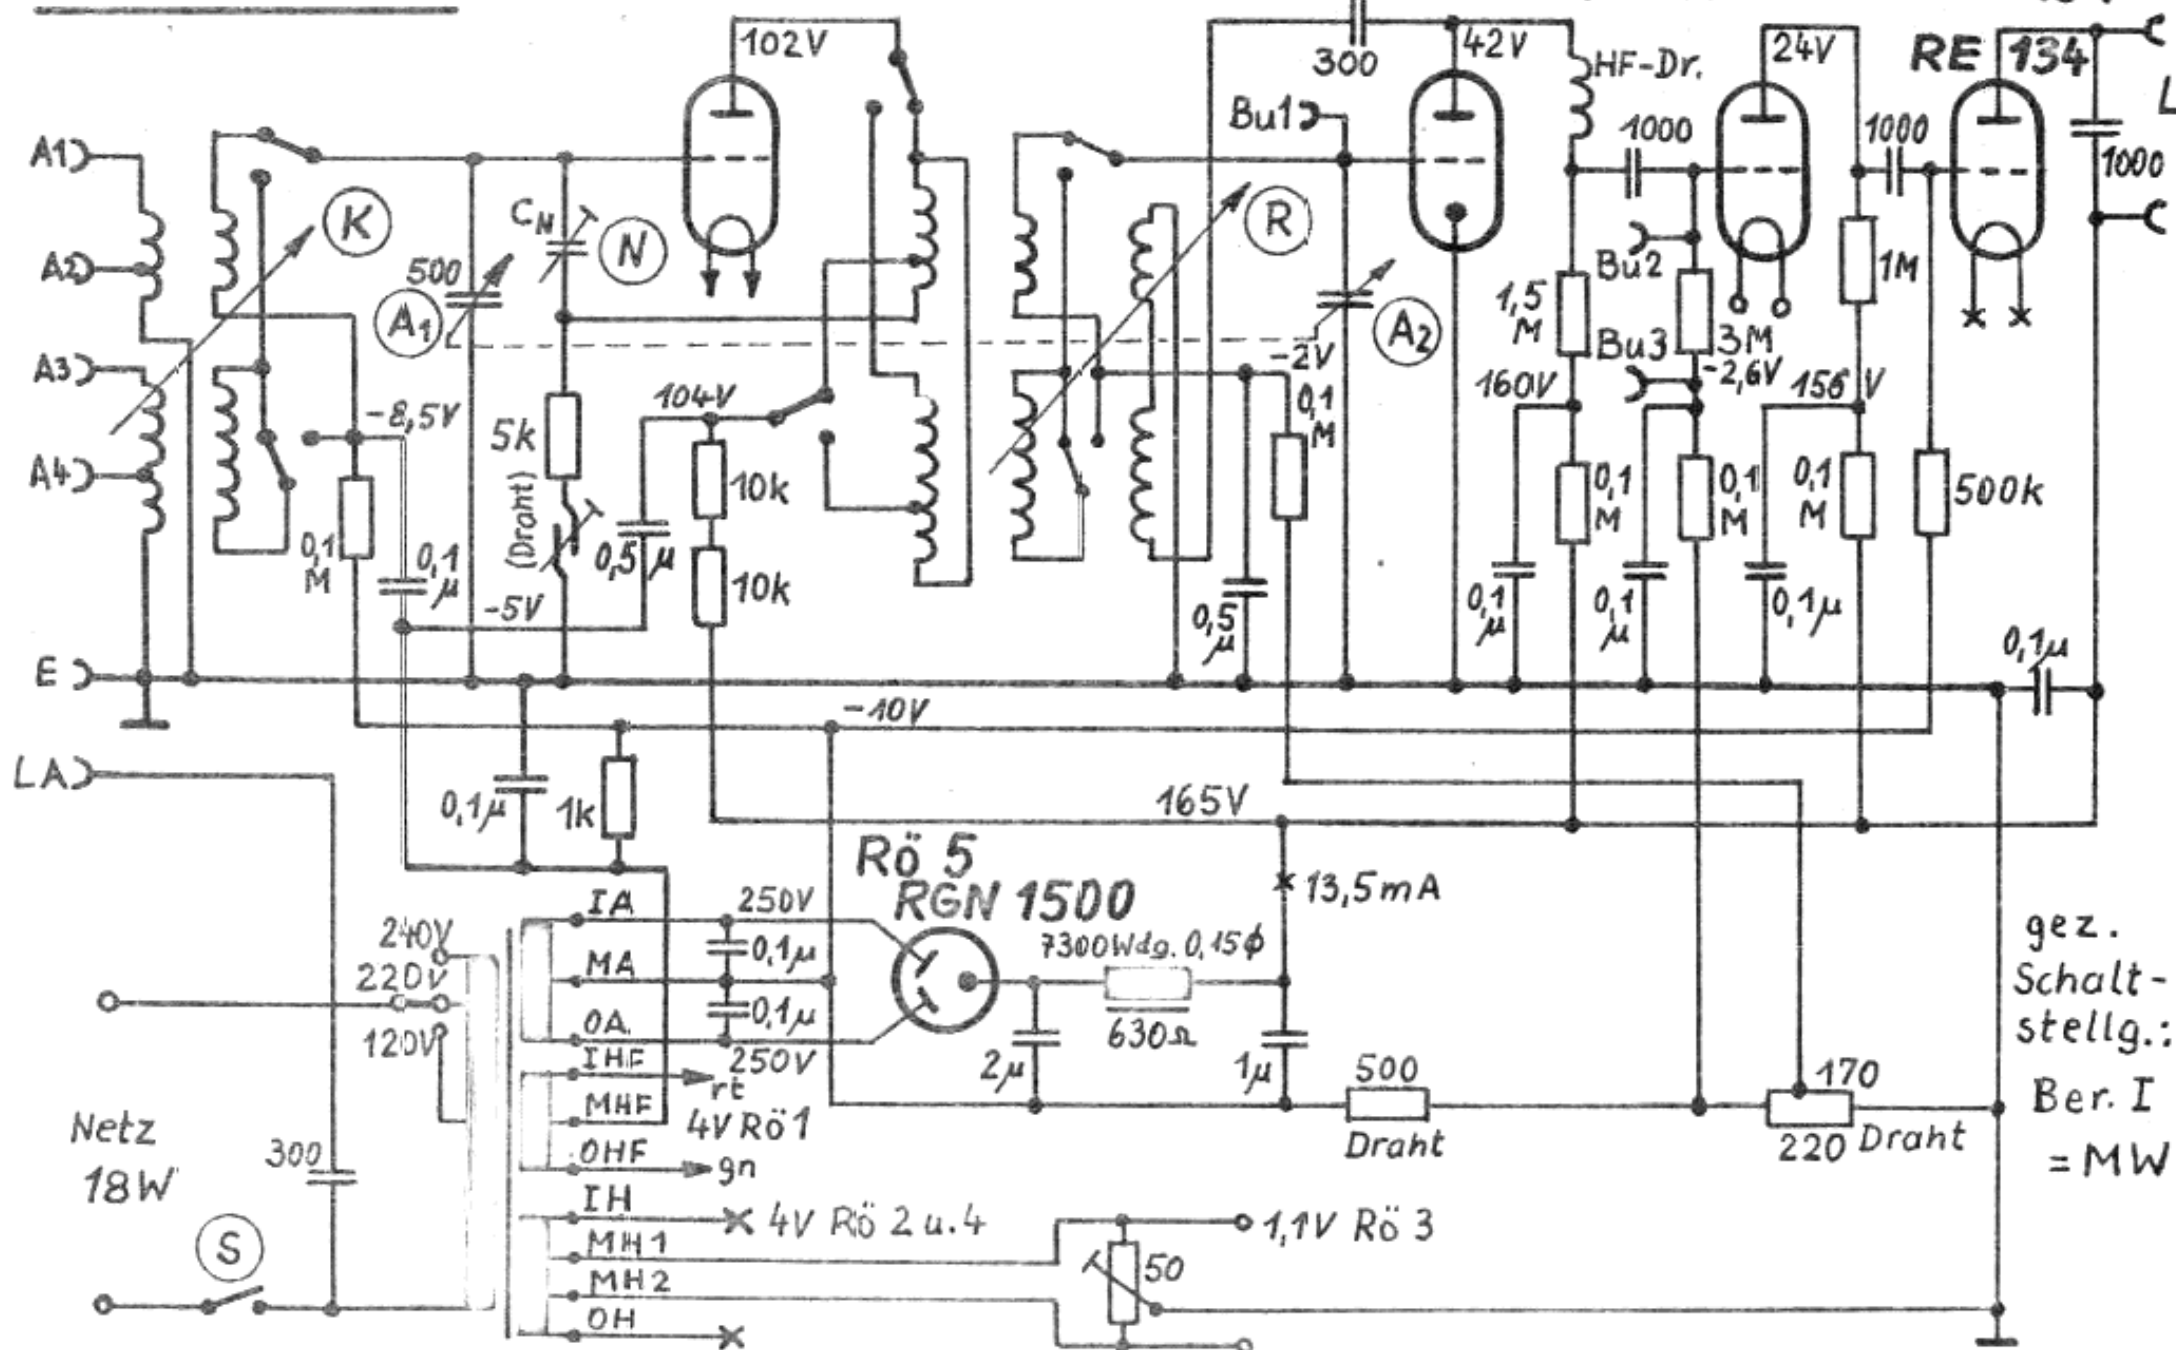 102V
300
42V
HF-Dr.
24V
RE 134
Bu1
1000
1000
1000
A1
K
CN
N
R
A2
500
A1
A2
Bu2
1,5
M
1M
Bu3
3M
A3
-2V
-2,6V
-8,5V
104V
160V
156 V
0,1
M
A4
5k
(Draht)
10k
0,1
M
0,1
M
0,1
M
500k
0,1
M
0,1
μ
0,5 μ
10k
-5V
0,5
μ
0,1
μ
0,1
μ
0,1μ
E
0,1μ
-10V
LA
0,1μ
1k
165V
Rö 5
RGN 1500
13,5mA
IA
250V
7300Wdg. 0,15ϕ
240V
0,1μ
MA
220V
0,1μ
OA
120V
250V
630Ω
2μ
1μ
IHF
rt
MHF
4V Rö1
OHF
gn
500
Draht
170
220 Draht
gez.
Schalt-
stellg.:
Ber. I
= MW
Netz
18W
300
S
IH
4V Rö 2 u. 4
MH1
MH2
OH
1,1V Rö 3
50